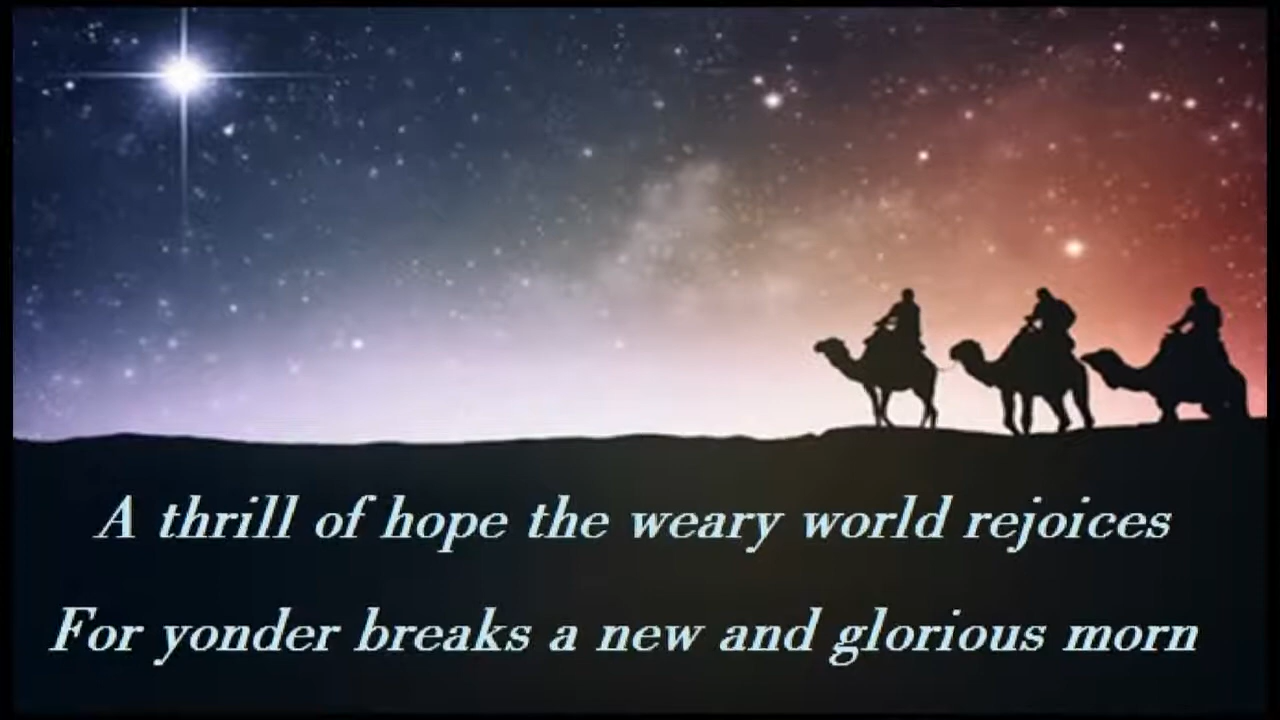 A thrill of hope the weary world rejoices
For yonder breaks a new and glorious morn